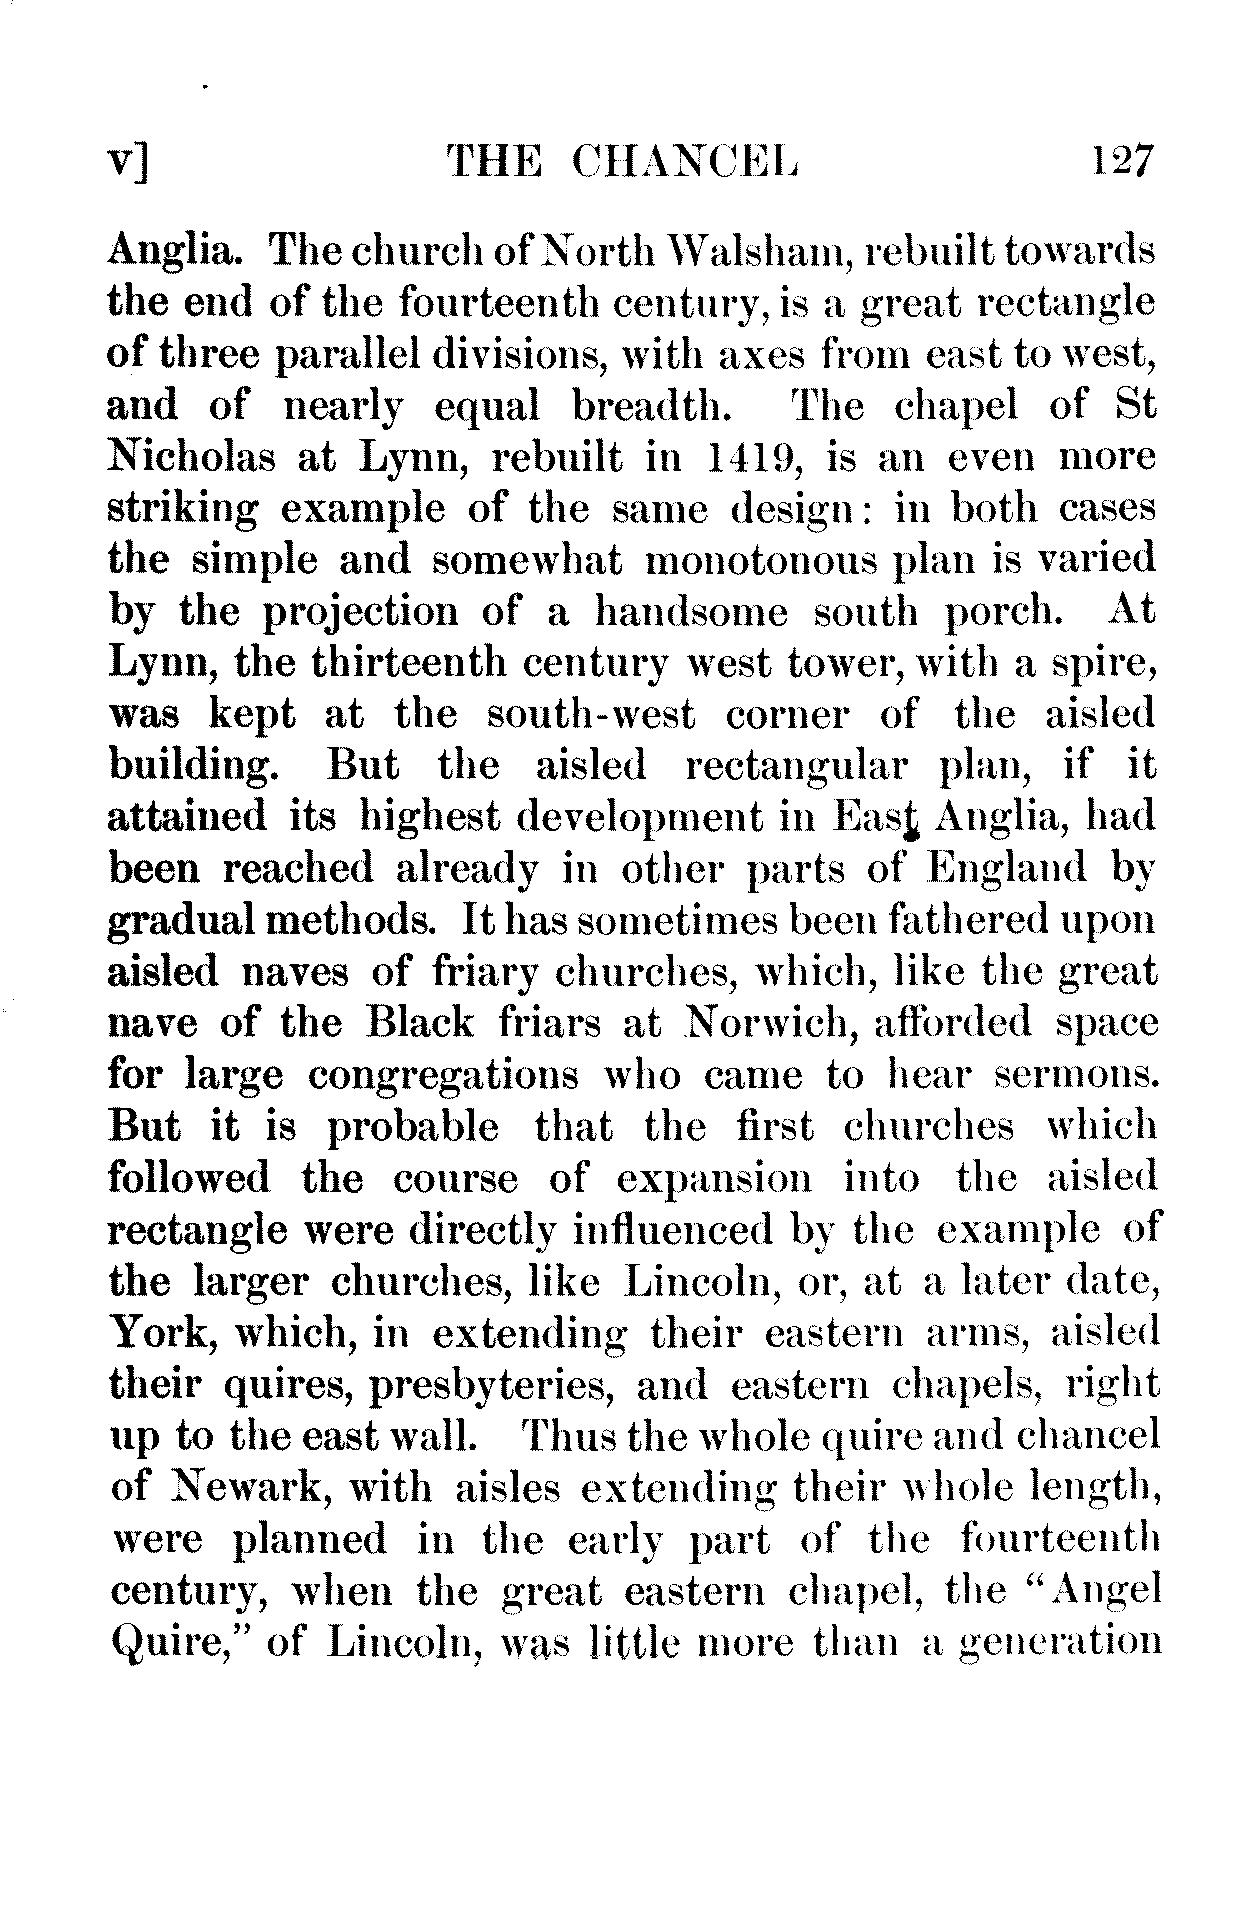 v] THE CHANCEL 127
Anglia. The church of North Walsham, rebuilt towards
the end of the fourteenth century, is a great rectangle
of three parallel divisions, with axes from east to west,
and of nearly equal breadth. The chapel of St
Nicholas at Lynn, rebuilt in 1419, is an even more
striking example of the same design: in both cases
the simple and somewhat monotonous plan is varied
by the projection of a handsome south porch. At
Lynn, the thirteenth century west tower, with a spire,
was kept at the south-west corner of the aisled
building. But the aisled rectangular plan, if it
attained its highest development in East Anglia, had
been reached already in other parts of England by
gradual methods. It has sometimes been fathered upon
aisled naves of friary churches, which, like the great
nave of the Black friars at Norwich, afforded space
for large congregations who came to hear sermons.
But it is probable that the first churches which
followed the course of expansion into the aisled
rectangle were directly influenced by the example of
the larger churches, like Lincoln, or, at a later date,
York, which, in extending their eastern arms, aisled
their quires, presbyteries, and eastern chapels, right
up to the east wall. Thus the whole quire and chancel
of Newark, with aisles extending their whole length,
were planned in the early part of the fourteenth
century, when the great eastern chapel, the "Angel
Quire," of Lincoln, was little more than a generation